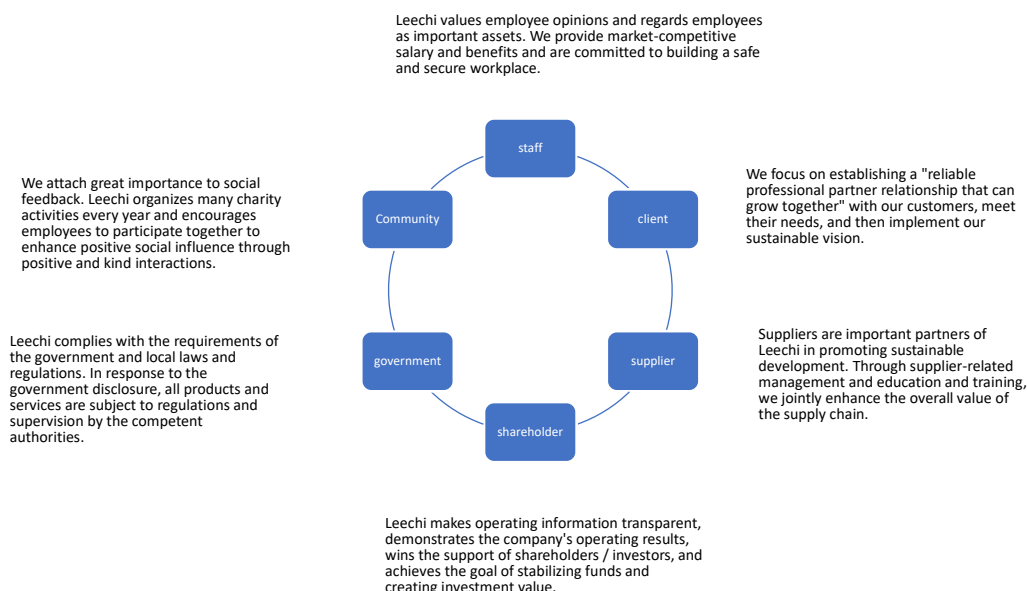 Leechi values employee opinions and regards employees
as important assets. We provide market-competitive
salary and benefits and are committed to building a safe
and secure workplace.
staff
We attach great importance to social
feedback. Leechi organizes many charity
activities every year and encourages
employees to participate together to
enhance positive social influence through
positive and kind interactions.
Community
client
We focus on establishing a "reliable
professional partner relationship that can
grow together" with our customers, meet
their needs, and then implement our
sustainable vision.
Leechi complies with the requirements of
the government and local laws and
regulations. In response to the
government disclosure, all products and
services are subject to regulations and
supervision by the competent
authorities.
government
supplier
Suppliers are important partners of
Leechi in promoting sustainable
development. Through supplier-related
management and education and training,
we jointly enhance the overall value of
the supply chain.
shareholder
Leechi makes operating information transparent,
demonstrates the company's operating results,
wins the support of shareholders / investors, and
achieves the goal of stabilizing funds and
creating investment value.